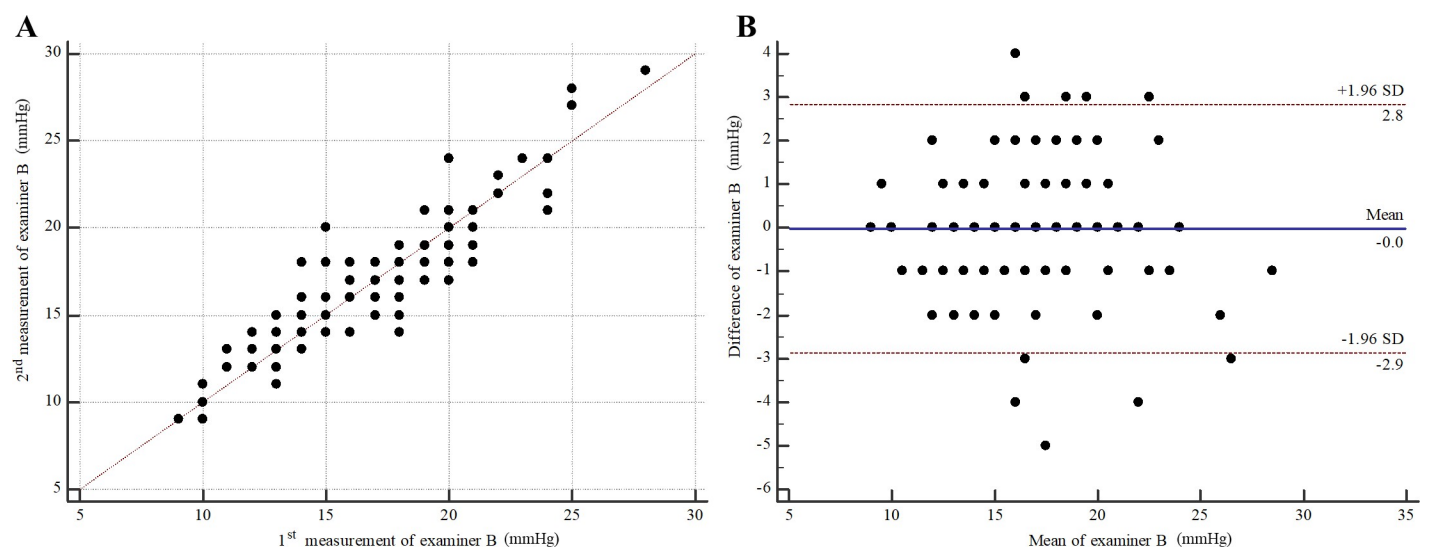 A
30
25
20
15
10
5
2nd measurement of examiner B (mmHg)
5 10 15 20 25 30
1st measurement of examiner B (mmHg)
B
4
3
2
1
0
-1
-2
-3
-4
-5
-6
Difference of examiner B (mmHg)
+1.96 SD
2.8
Mean
-0.0
-1.96 SD
-2.9
5 10 15 20 25 30 35
Mean of examiner B (mmHg)